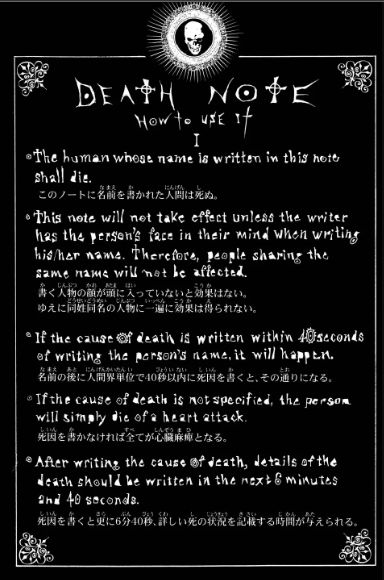 DEATH NOTE
How to use it
I
The human whose name is written in this note
shall die.
このノートに名前を書かれた人間は死ぬ。
This note will not take effect unless the writer
has the person's face in their mind when writing
his/her name. Therefore, people sharing the
same name will not be affected.
書く人物の顔が頭に入っていないと効果はない。
ゆえに同姓同名の人物に一遍に効果は得られない。
If the cause of death is written within 40 seconds
of writing the person's name, it will happen.
名前の後に人間界単位で40秒以内に死因を書くと、その通りになる。
If the cause of death is not specified, the person
will simply die of a heart attack.
死因を書かなければ全てが心臓麻痺となる。
After writing the cause of death, details of the
death should be written in the next 6 minutes
and 40 seconds.
死因を書くと更に6分40秒、詳しい死の状況を記載する時間が与えられる。